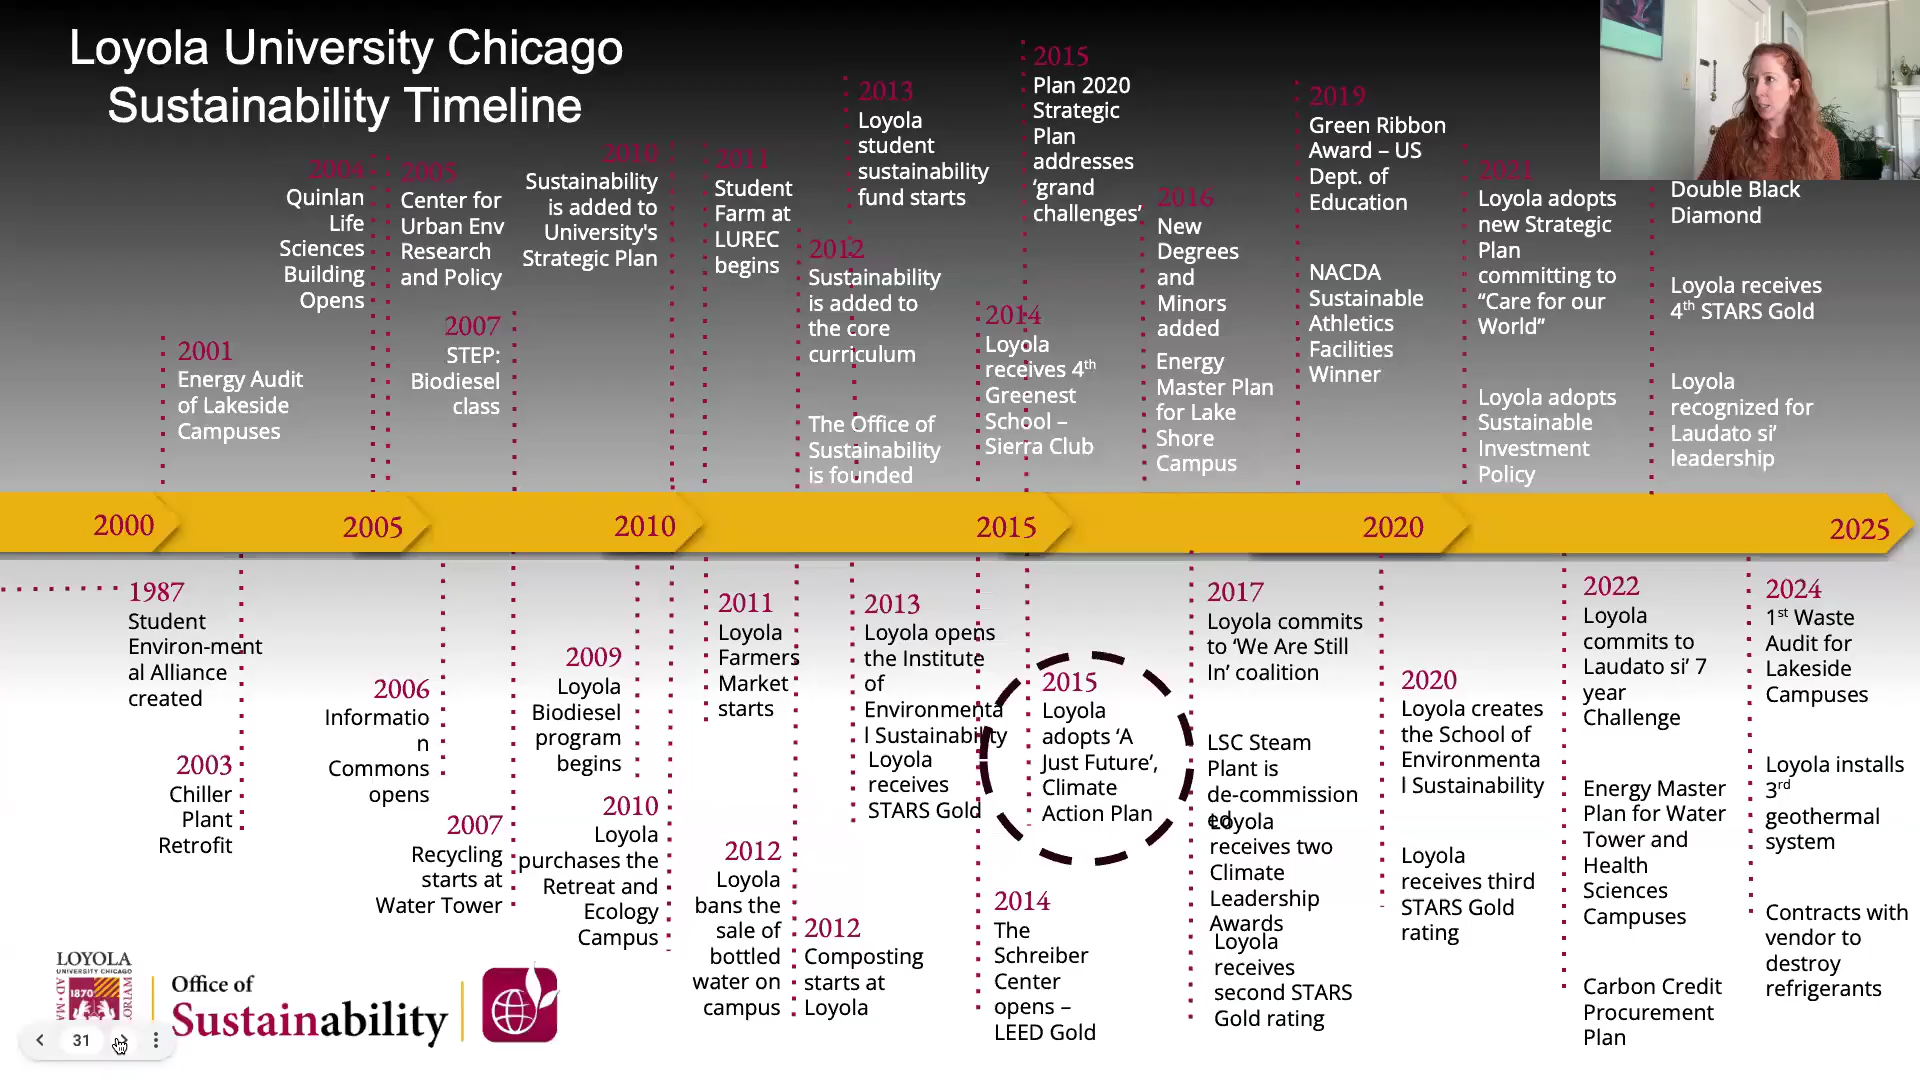 Loyola University Chicago
Sustainability Timeline
2004
Quinlan
Life
Sciences
Building
Opens
2005
Center for
Urban Env
Research
and Policy
2010
Sustainability
is added to
University's
Strategic Plan
2011
Student
Farm at
LUREC
begins
2013
Loyola
student
sustainability
fund starts
2015
Plan 2020
Strategic
Plan
addresses
‘grand
challenges’
2019
Green Ribbon
Award – US
Dept. of
Education
NACDA
Sustainable
Athletics
Facilities
Winner
2001
Energy Audit
of Lakeside
Campuses
2007
STEP:
Biodiesel
class
2012
Sustainability
is added to
the core
curriculum
The Office of
Sustainability
is founded
2014
Loyola
receives 4th
Greenest
School –
Sierra Club
2016
New
Degrees
and
Minors
added
Energy
Master Plan
for Lake
Shore
Campus
2021
Loyola adopts
new Strategic
Plan
committing to
“Care for our
World”
Loyola adopts
Sustainable
Investment
Policy
Double Black
Diamond
Loyola receives
4th STARS Gold
Loyola
recognized for
Laudato si’
leadership
2000
2005
2010
2015
2020
2025
1987
Student
Environ-ment
al Alliance
created
2003
Chiller
Plant
Retrofit
2006
Informatio
n
Commons
opens
2007
Recycling
starts at
Water Tower
2009
Loyola
Biodiesel
program
begins
2010
Loyola
purchases the
Retreat and
Ecology
Campus
2011
Loyola
Farmers
Market
starts
2012
Loyola
bans the
sale of
bottled
water on
campus
2012
Composting
starts at
Loyola
2013
Loyola opens
the Institute
of
Environmenta
l Sustainability
Loyola
receives
STARS Gold
2015
Loyola
adopts ‘A
Just Future’,
Climate
Action Plan
2014
The
Schreiber
Center
opens –
LEED Gold
2017
Loyola commits
to ‘We Are Still
In’ coalition
LSC Steam
Plant is
de-commission
ed
Loyola
receives two
Climate
Leadership
Awards
Loyola
receives
second STARS
Gold rating
2020
Loyola creates
the School of
Environmenta
l Sustainability
Loyola
receives third
STARS Gold
rating
2022
Loyola
commits to
Laudato si’ 7
year
Challenge
Energy Master
Plan for Water
Tower and
Health
Sciences
Campuses
Carbon Credit
Procurement
Plan
2024
1st Waste
Audit for
Lakeside
Campuses
Loyola installs
3rd
geothermal
system
Contracts with
vendor to
destroy
refrigerants
LOYOLA
UNIVERSITY CHICAGO
1870
Office of
Sustainability
31